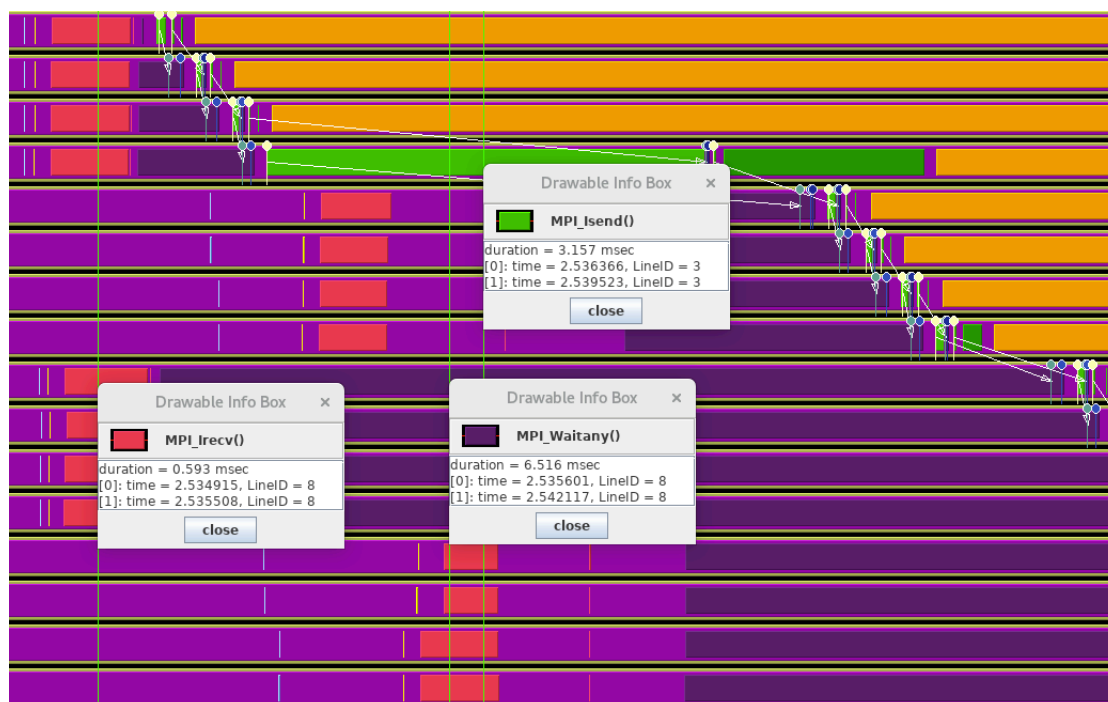 Drawable Info Box ×
MPI_Isend()
duration = 3.157 msec
[0]: time = 2.536366, LineID = 3
[1]: time = 2.539523, LineID = 3
close
Drawable Info Box ×
MPI_Irecv()
duration = 0.593 msec
[0]: time = 2.534915, LineID = 8
[1]: time = 2.535508, LineID = 8
close
Drawable Info Box ×
MPI_Waitany()
duration = 6.516 msec
[0]: time = 2.535601, LineID = 8
[1]: time = 2.542117, LineID = 8
close